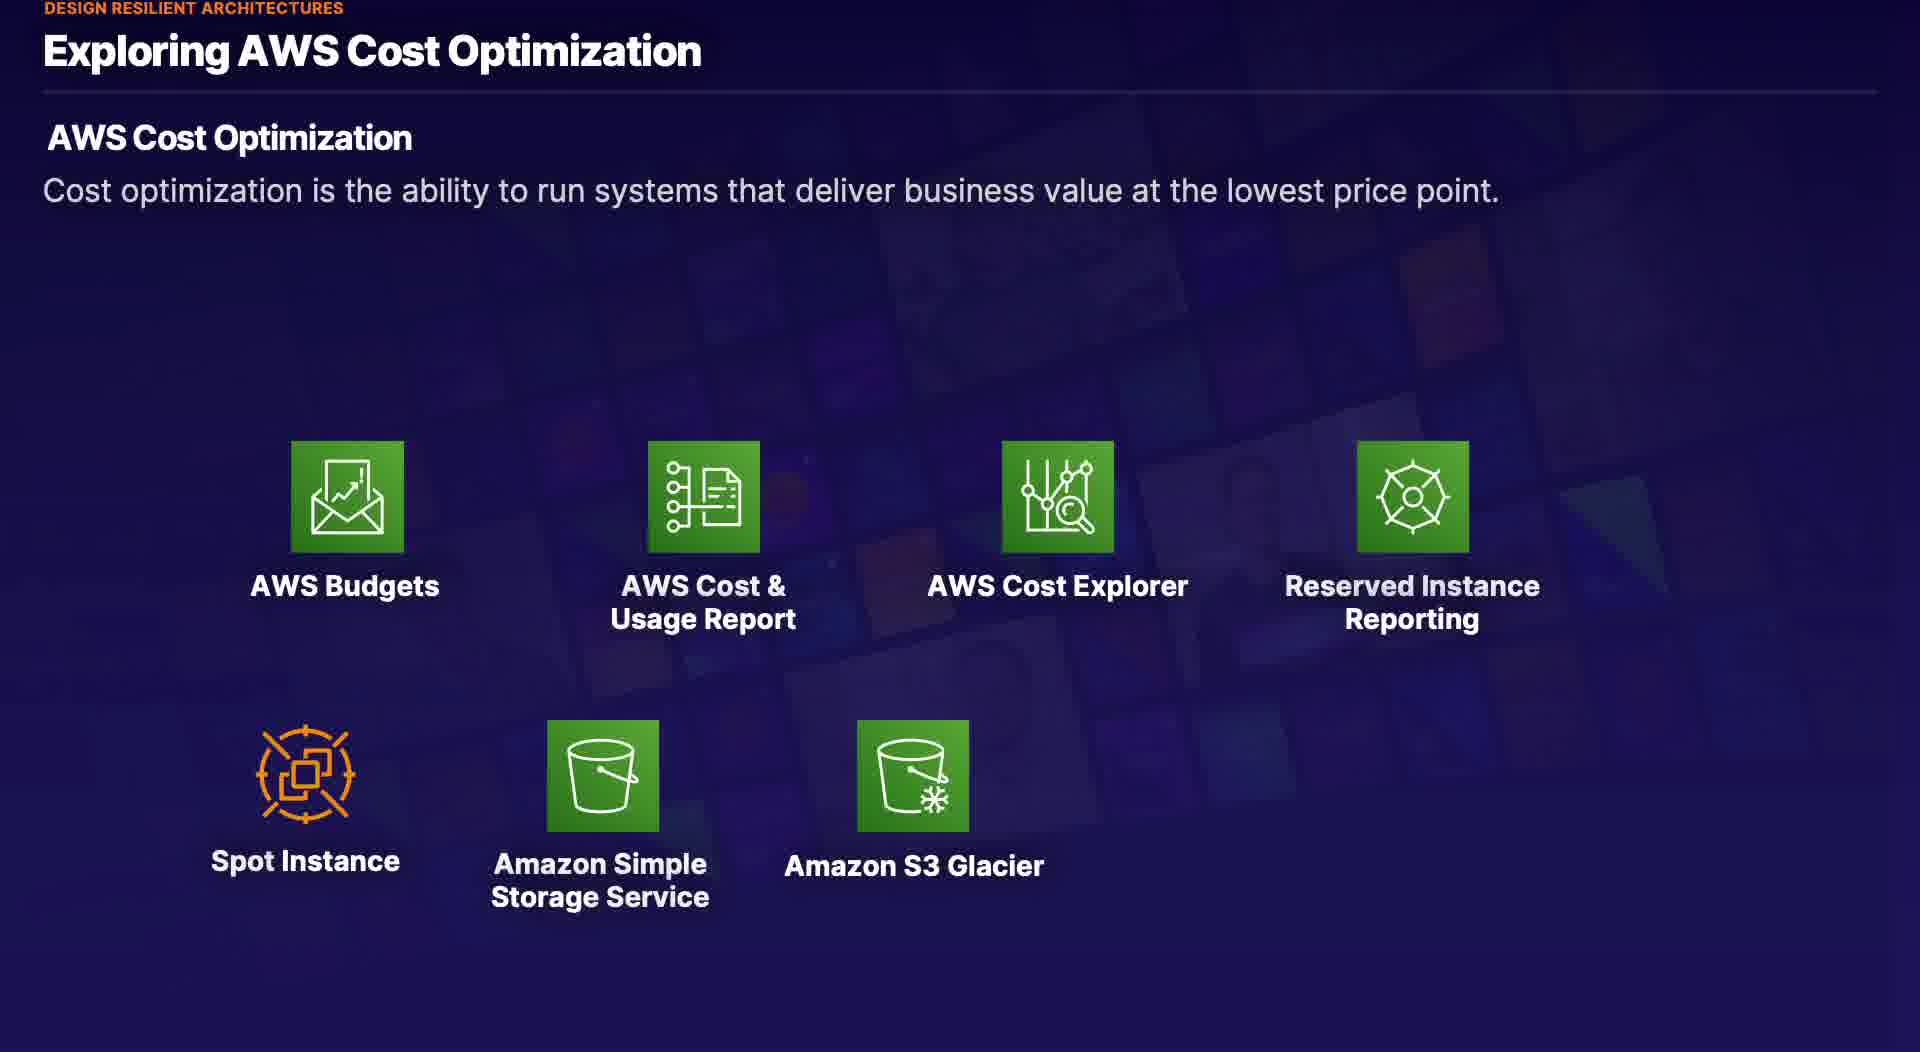 DESIGN RESILIENT ARCHITECTURES
Exploring AWS Cost Optimization
AWS Cost Optimization
Cost optimization is the ability to run systems that deliver business value at the lowest price point.
AWS Budgets
AWS Cost &
Usage Report
AWS Cost Explorer
Reserved Instance
Reporting
Spot Instance
Amazon Simple
Storage Service
Amazon S3 Glacier